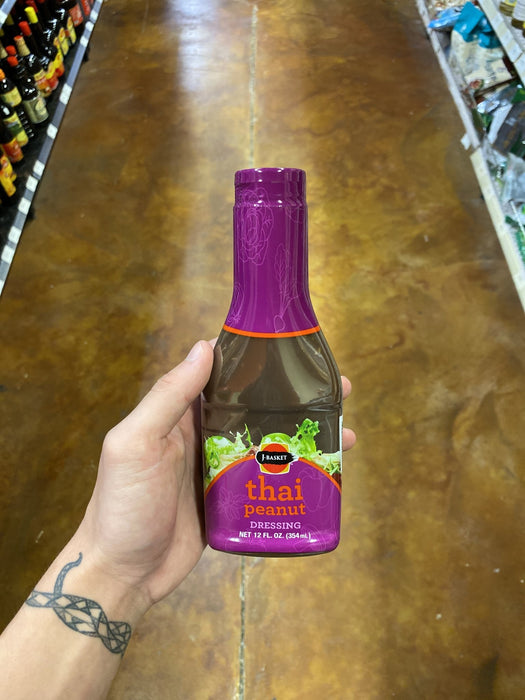 J-BASKET
thai
peanut
DRESSING
NET 12 FL. OZ. (354 mL)